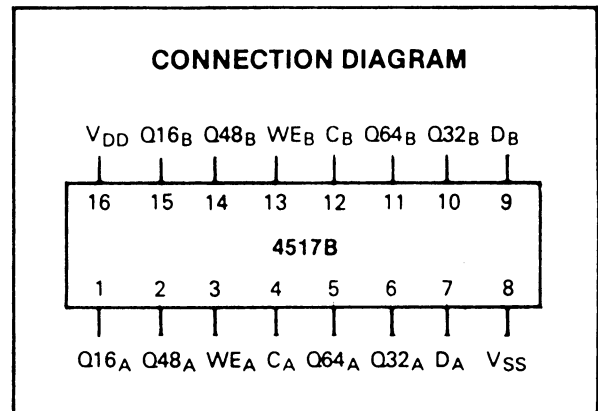 CONNECTION DIAGRAM
VDD Q16B Q48B WEB CB Q64B Q32B DB
16 15 14 13 12 11 10 9
4517B
1 2 3 4 5 6 7 8
Q16A Q48A WEA CA Q64A Q32A DA VSS